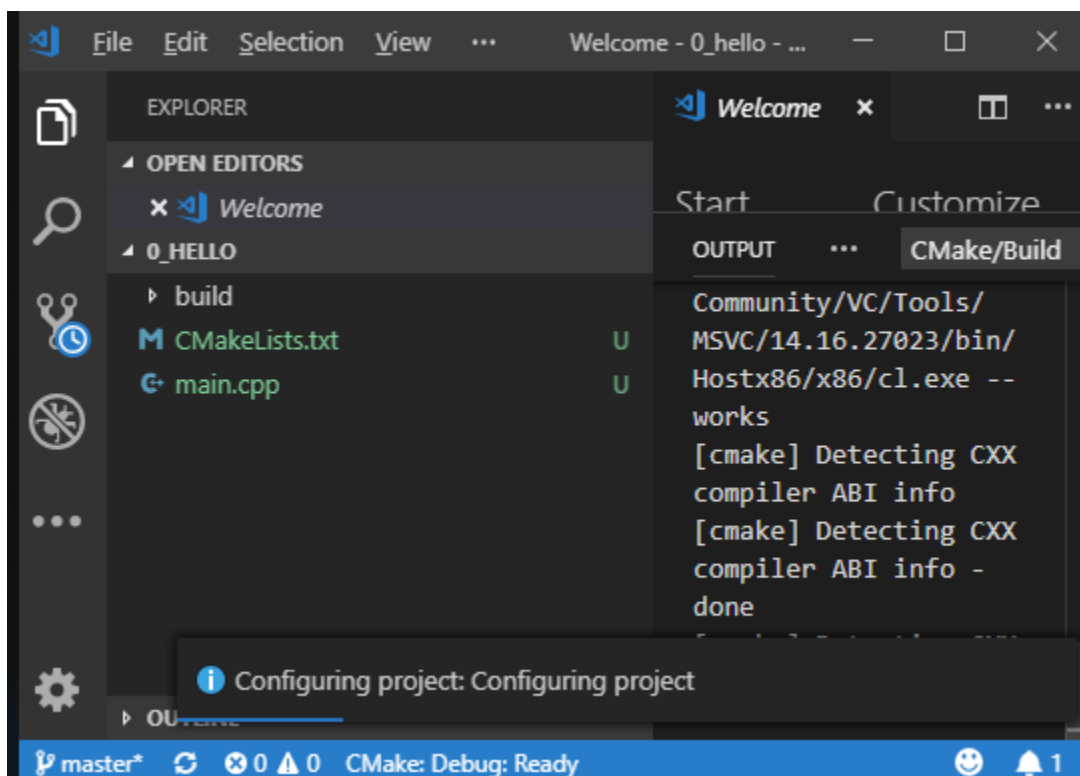 File Edit Selection View ··· Welcome - 0_hello - ...
EXPLORER
OPEN EDITORS
Welcome
0_HELLO
build
CMakeLists.txt U
main.cpp U
Welcome
Start Customize
OUTPUT ··· CMake/Build
Community/VC/Tools/
MSVC/14.16.27023/bin/
Hostx86/x86/cl.exe --
works
[cmake] Detecting CXX
compiler ABI info
[cmake] Detecting CXX
compiler ABI info -
done
Configuring project: Configuring project
master* 0 0 CMake: Debug: Ready 1